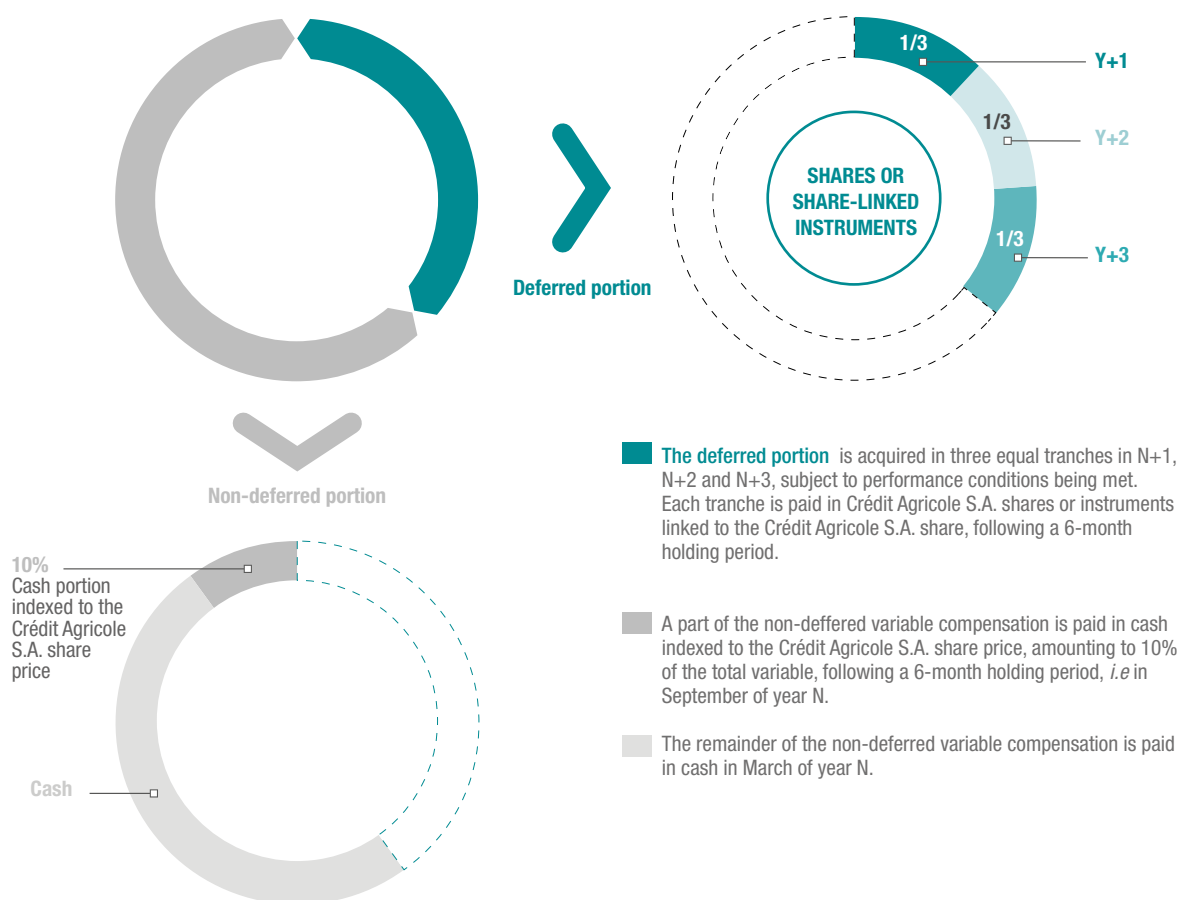 1/3
Y+1
1/3
Y+2
SHARES OR
SHARE-LINKED
INSTRUMENTS
1/3
Y+3
Deferred portion
Non-deferred portion
10%
Cash portion
indexed to the
Crédit Agricole
S.A. share
price
Cash
The deferred portion is acquired in three equal tranches in N+1,
N+2 and N+3, subject to performance conditions being met.
Each tranche is paid in Crédit Agricole S.A. shares or instruments
linked to the Crédit Agricole S.A. share, following a 6-month
holding period.
A part of the non-deffered variable compensation is paid in cash
indexed to the Crédit Agricole S.A. share price, amounting to 10%
of the total variable, following a 6-month holding period, i.e in
September of year N.
The remainder of the non-deferred variable compensation is paid
in cash in March of year N.